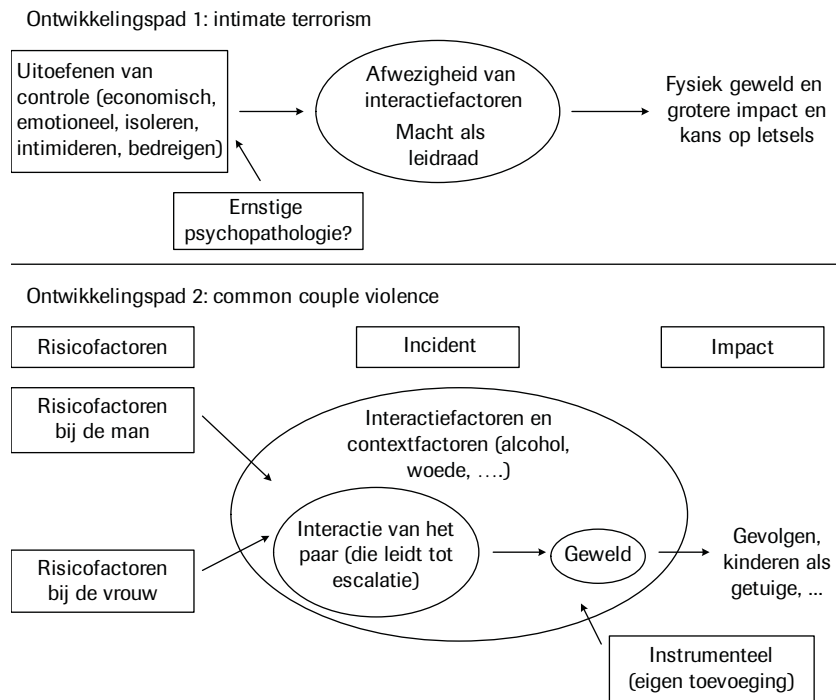 Ontwikkelingspad 1: intimate terrorism
Uitoefenen van
controle (economisch,
emotioneel, isoleren,
intimideren, bedreigen)
Afwezigheid van
interactiefactoren
Macht als
leidraad
Fysiek geweld en
grotere impact en
kans op letsels
Ernstige
psychopathologie?
Ontwikkelingspad 2: common couple violence
Risicofactoren
Incident
Impact
Risicofactoren
bij de man
Interactiefactoren en
contextfactoren (alcohol,
woede, ....)
Interactie van het
paar (die leidt tot
escalatie)
Geweld
Gevolgen,
kinderen als
getuige, ...
Risicofactoren
bij de vrouw
Instrumenteel
(eigen toevoeging)